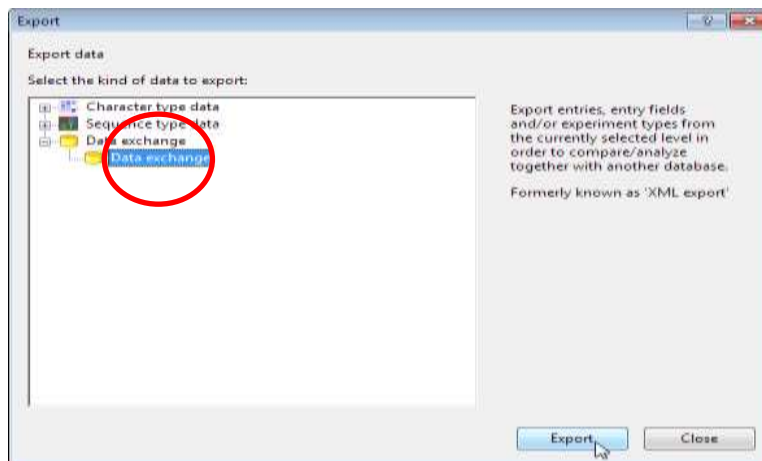 Export
Export data
Select the kind of data to export:
Character type data
Sequence type data
Data exchange
Data exchange
Export entries, entry fields
and/or experiment types from
the currently selected level in
order to compare/analyze
together with another database.
Formerly known as 'XML export'
Export
Close